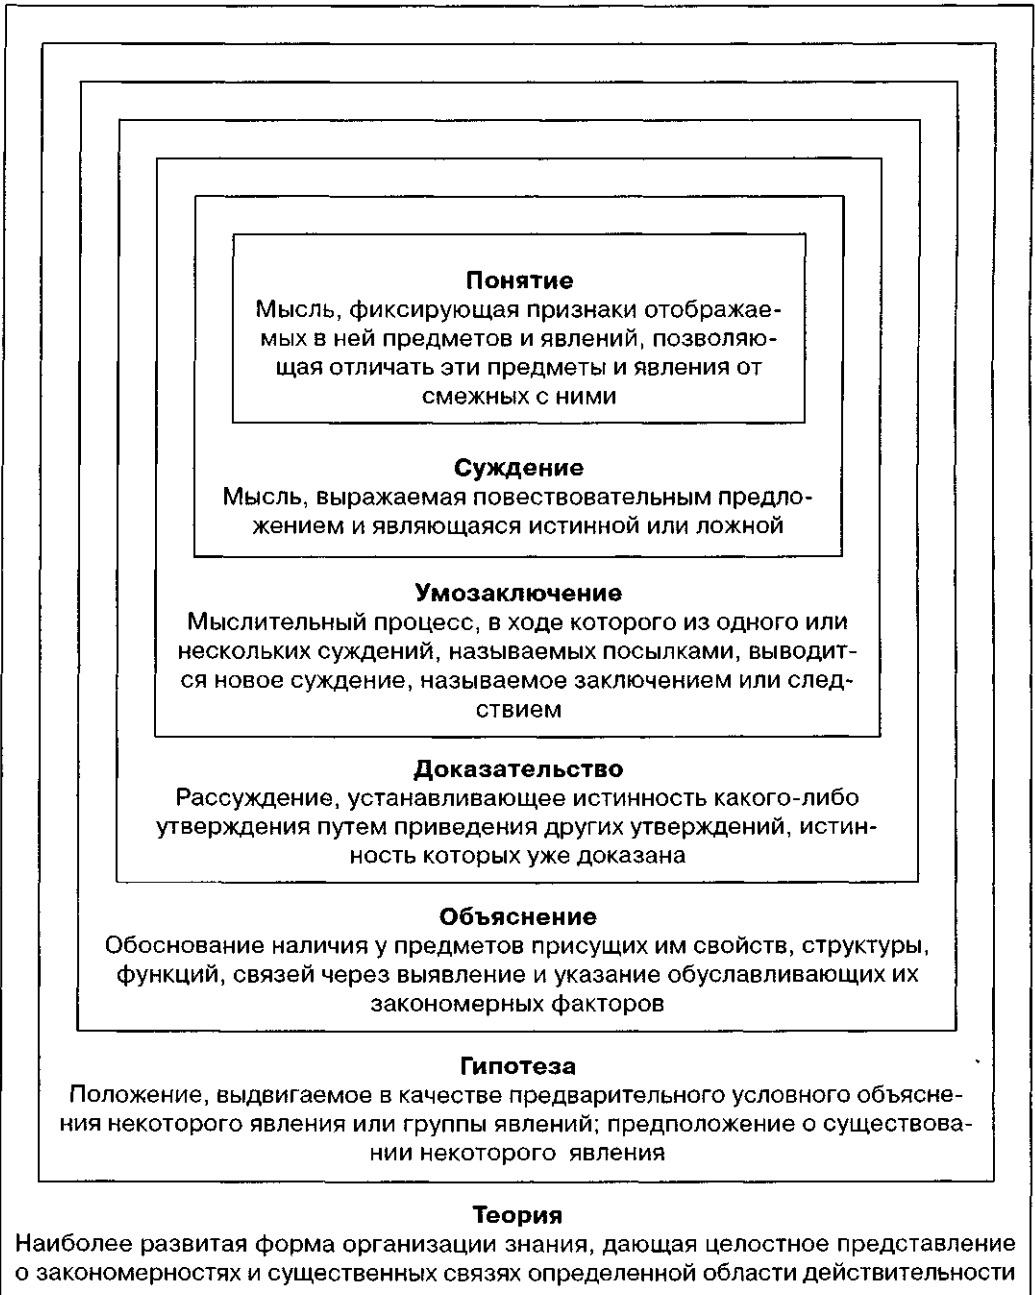 Понятие
Мысль, фиксирующая признаки отображае-
мых в ней предметов и явлений, позволяю-
щая отличать эти предметы и явления от
смежных с ними
Суждение
Мысль, выражаемая повествовательным предло-
жением и являющаяся истинной или ложной
Умозаключение
Мыслительный процесс, в ходе которого из одного или
нескольких суждений, называемых посылками, выводит-
ся новое суждение, называемое заключением или след-
ствием
Доказательство
Рассуждение, устанавливающее истинность какого-либо
утверждения путем приведения других утверждений, истин-
ность которых уже доказана
Объяснение
Обоснование наличия у предметов присущих им свойств, структуры,
функций, связей через выявление и указание обуславливающих их
закономерных факторов
Гипотеза
Положение, выдвигаемое в качестве предварительного условного объясне-
ния некоторого явления или группы явлений; предположение о существова-
нии некоторого явления
Теория
Наиболее развитая форма организации знания, дающая целостное представление
о закономерностях и существенных связях определенной области действительности